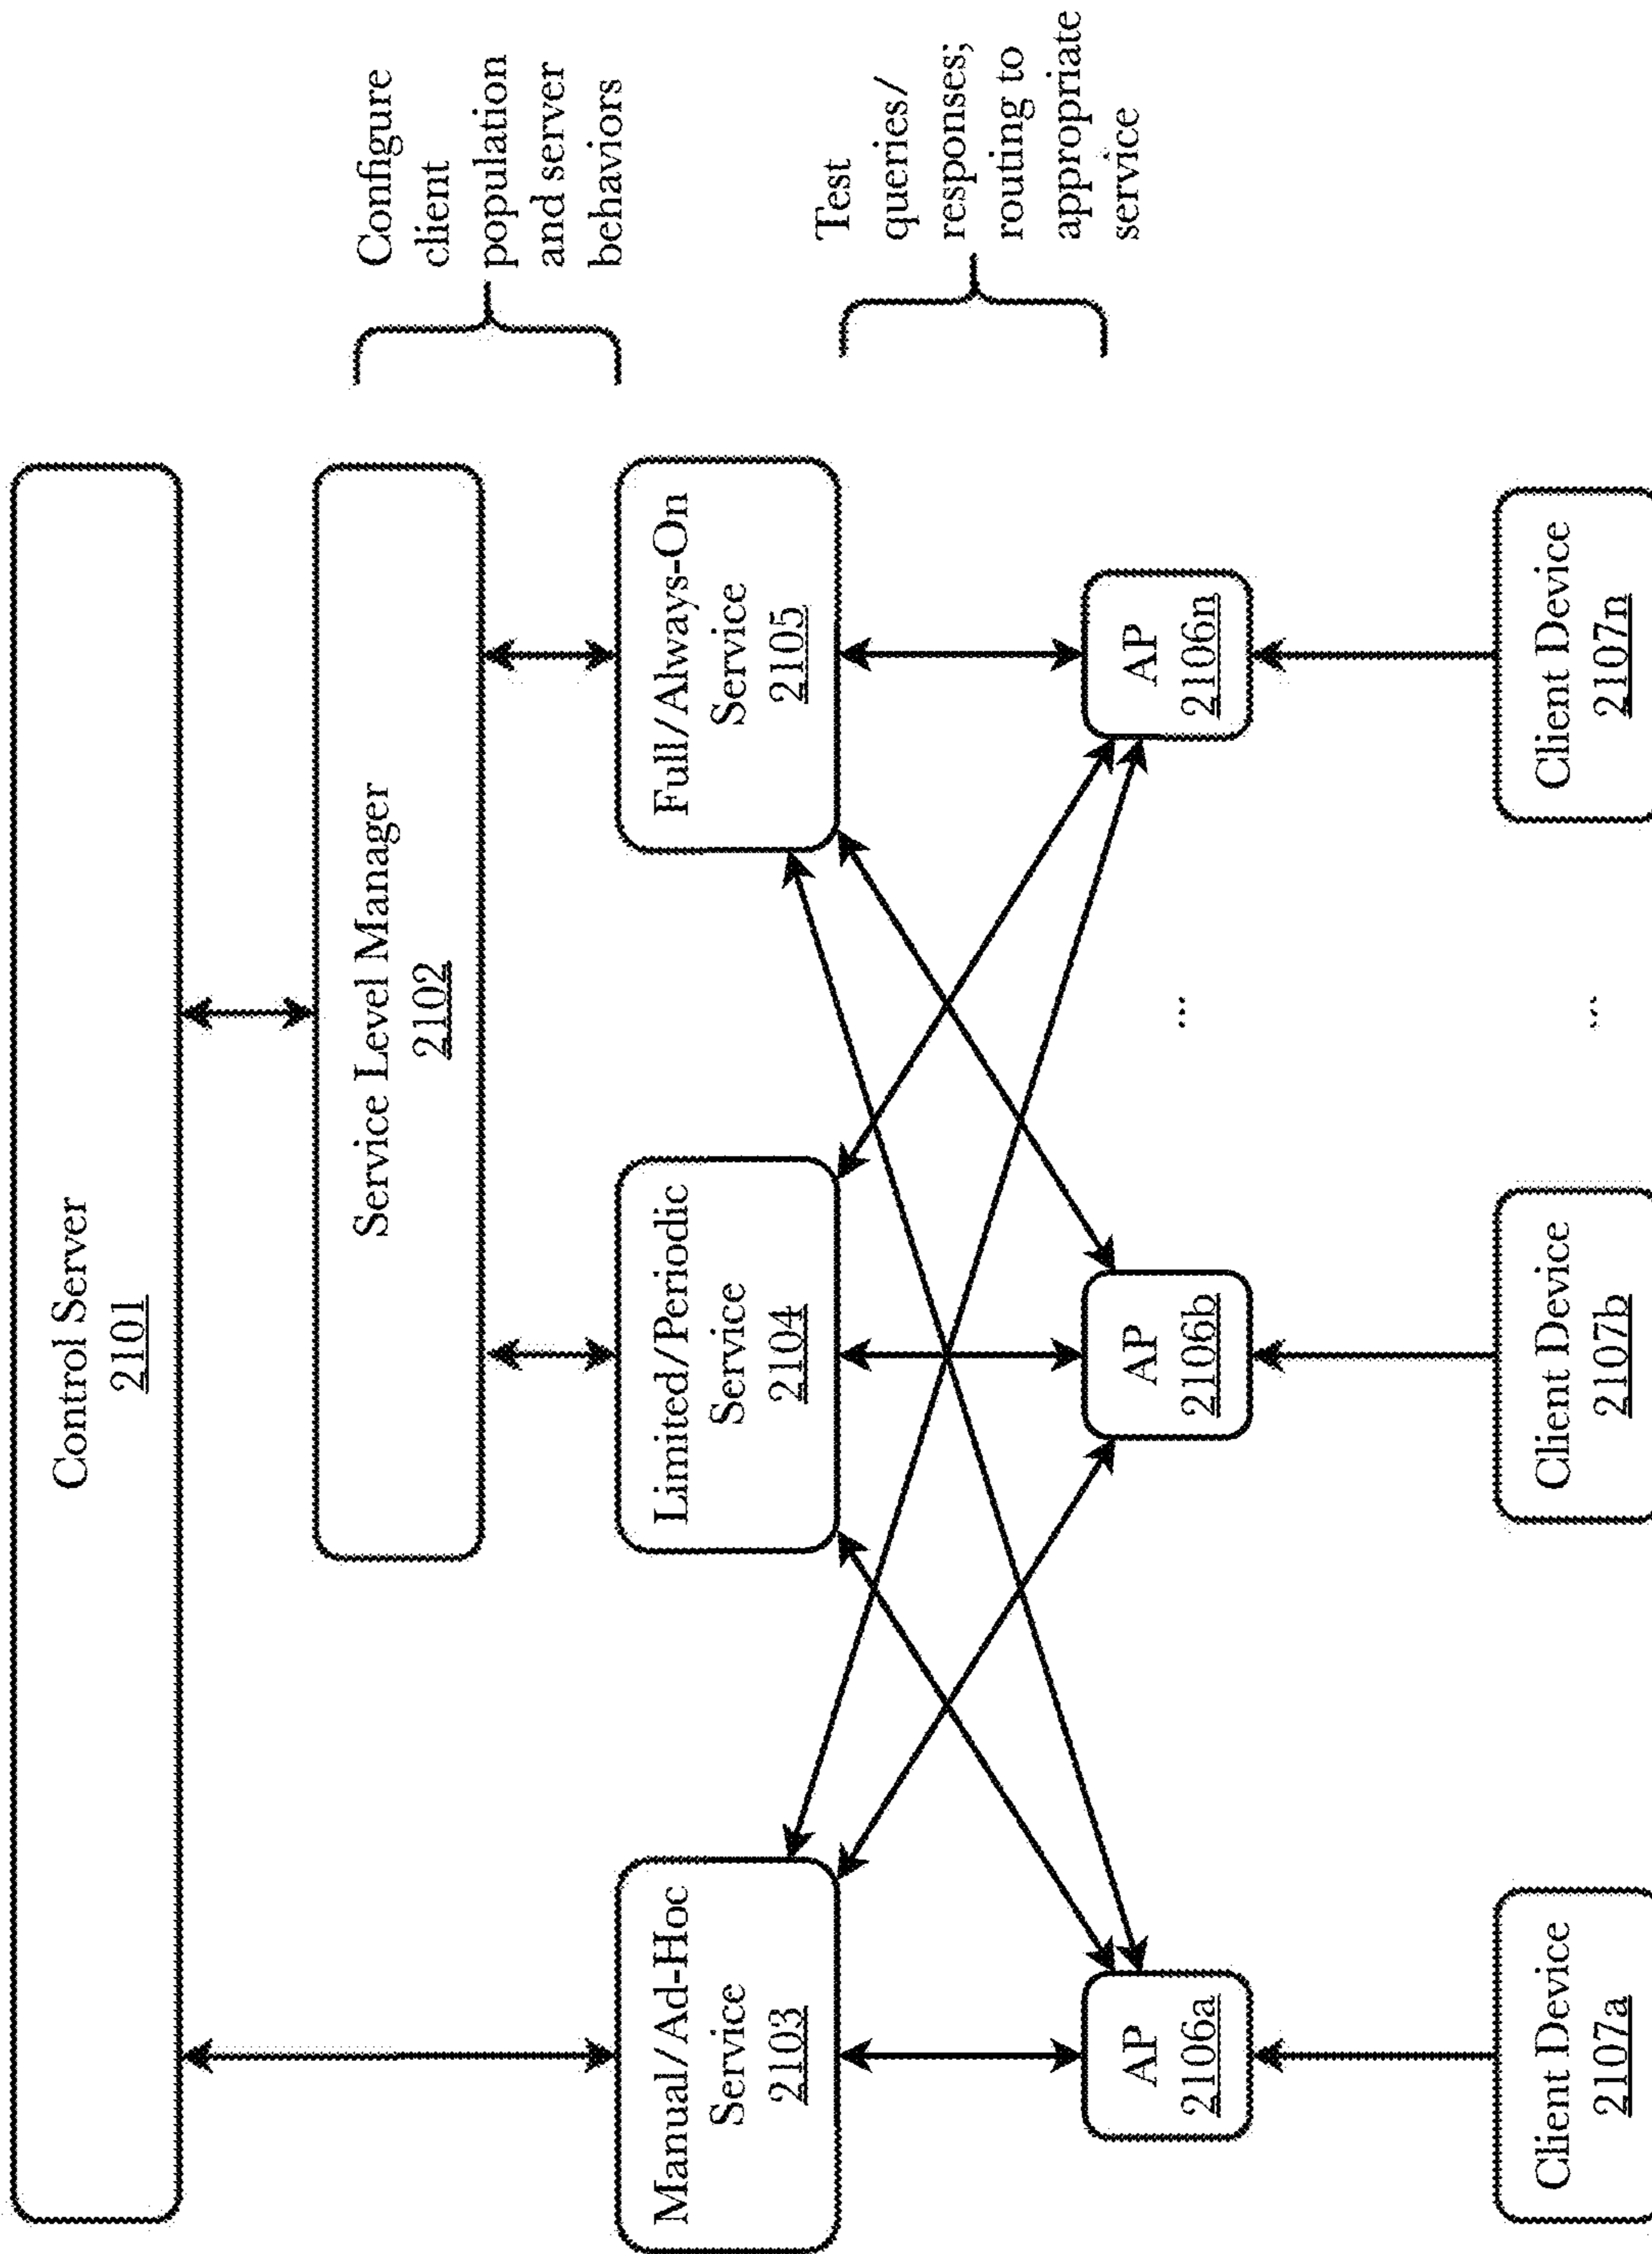 Control Server
2101
Service Level Manager
2102
Configure
client
population
and server
behaviors
Manual/Ad-Hoc
Service
2103
Limited/Periodic
Service
2104
Full/Always-On
Service
2105
Test
queries/
responses;
routing to
appropriate
service
AP
2106a
AP
2106b
...
AP
2106n
Client Device
2107a
Client Device
2107b
...
Client Device
2107n